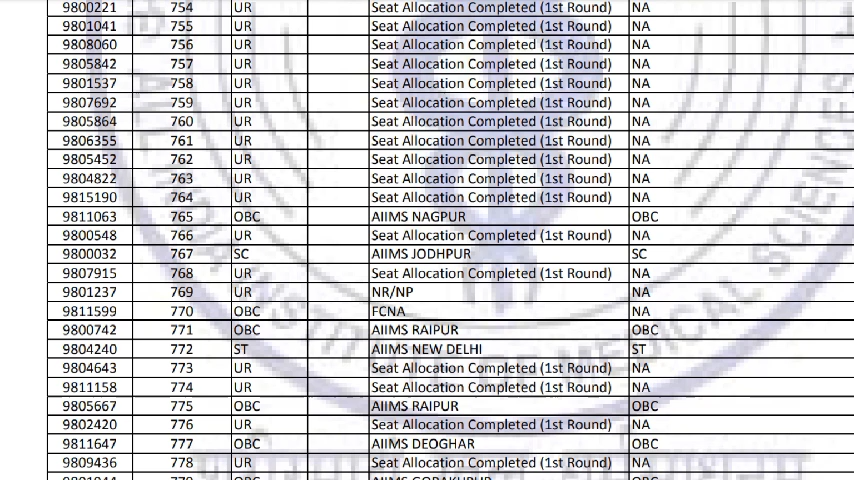 9800221 754 UR Seat Allocation Completed (1st Round) NA
9801041 755 UR Seat Allocation Completed (1st Round) NA
9808060 756 UR Seat Allocation Completed (1st Round) NA
9805842 757 UR Seat Allocation Completed (1st Round) NA
9801537 758 UR Seat Allocation Completed (1st Round) NA
9807692 759 UR Seat Allocation Completed (1st Round) NA
9805864 760 UR Seat Allocation Completed (1st Round) NA
9806355 761 UR Seat Allocation Completed (1st Round) NA
9805452 762 UR Seat Allocation Completed (1st Round) NA
9804822 763 UR Seat Allocation Completed (1st Round) NA
9815190 764 UR Seat Allocation Completed (1st Round) NA
9811063 765 OBC AIIMS NAGPUR OBC
9800548 766 UR Seat Allocation Completed (1st Round) NA
9800032 767 SC AIIMS JODHPUR SC
9807915 768 UR Seat Allocation Completed (1st Round) NA
9801237 769 UR NR/NP NA
9811599 770 OBC FCNA NA
9800742 771 OBC AIIMS RAIPUR OBC
9804240 772 ST AIIMS NEW DELHI ST
9804643 773 UR Seat Allocation Completed (1st Round) NA
9811158 774 UR Seat Allocation Completed (1st Round) NA
9805667 775 OBC AIIMS RAIPUR OBC
9802420 776 UR Seat Allocation Completed (1st Round) NA
9811647 777 OBC AIIMS DEOGHAR OBC
9809436 778 UR Seat Allocation Completed (1st Round) NA
ALL INDIA INSTITUTE OF MEDICAL SCIENCES